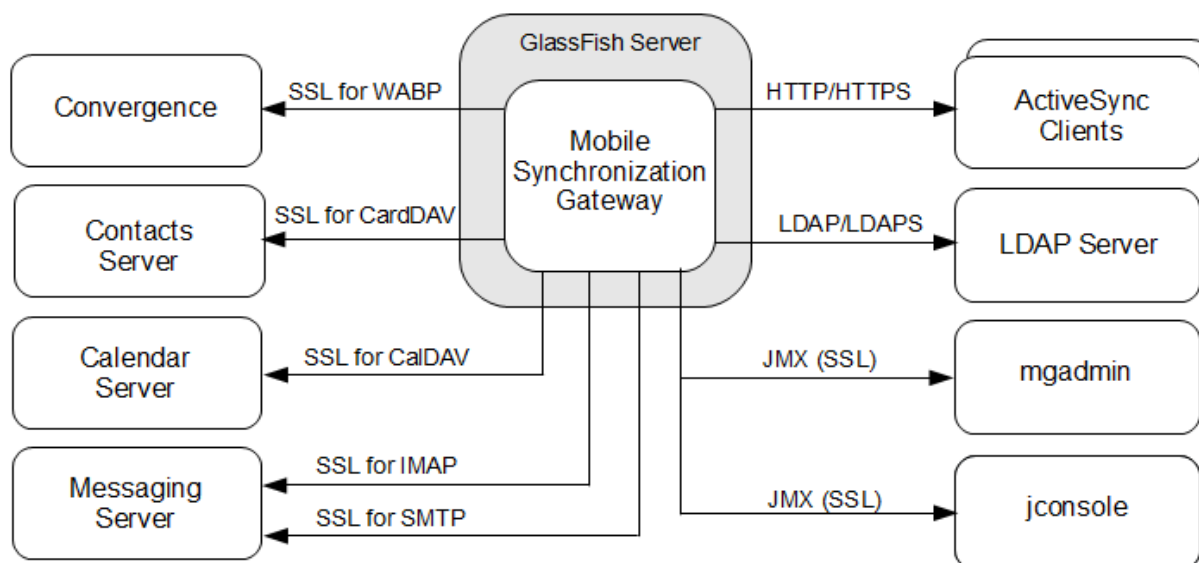 GlassFish Server
Convergence
SSL for WABP
Mobile
Synchronization
Gateway
HTTP/HTTPS
ActiveSync
Clients
Contacts
Server
SSL for CardDAV
LDAP/LDAPS
LDAP Server
Calendar
Server
SSL for CalDAV
JMX (SSL)
mgadmin
Messaging
Server
SSL for IMAP
SSL for SMTP
JMX (SSL)
jconsole